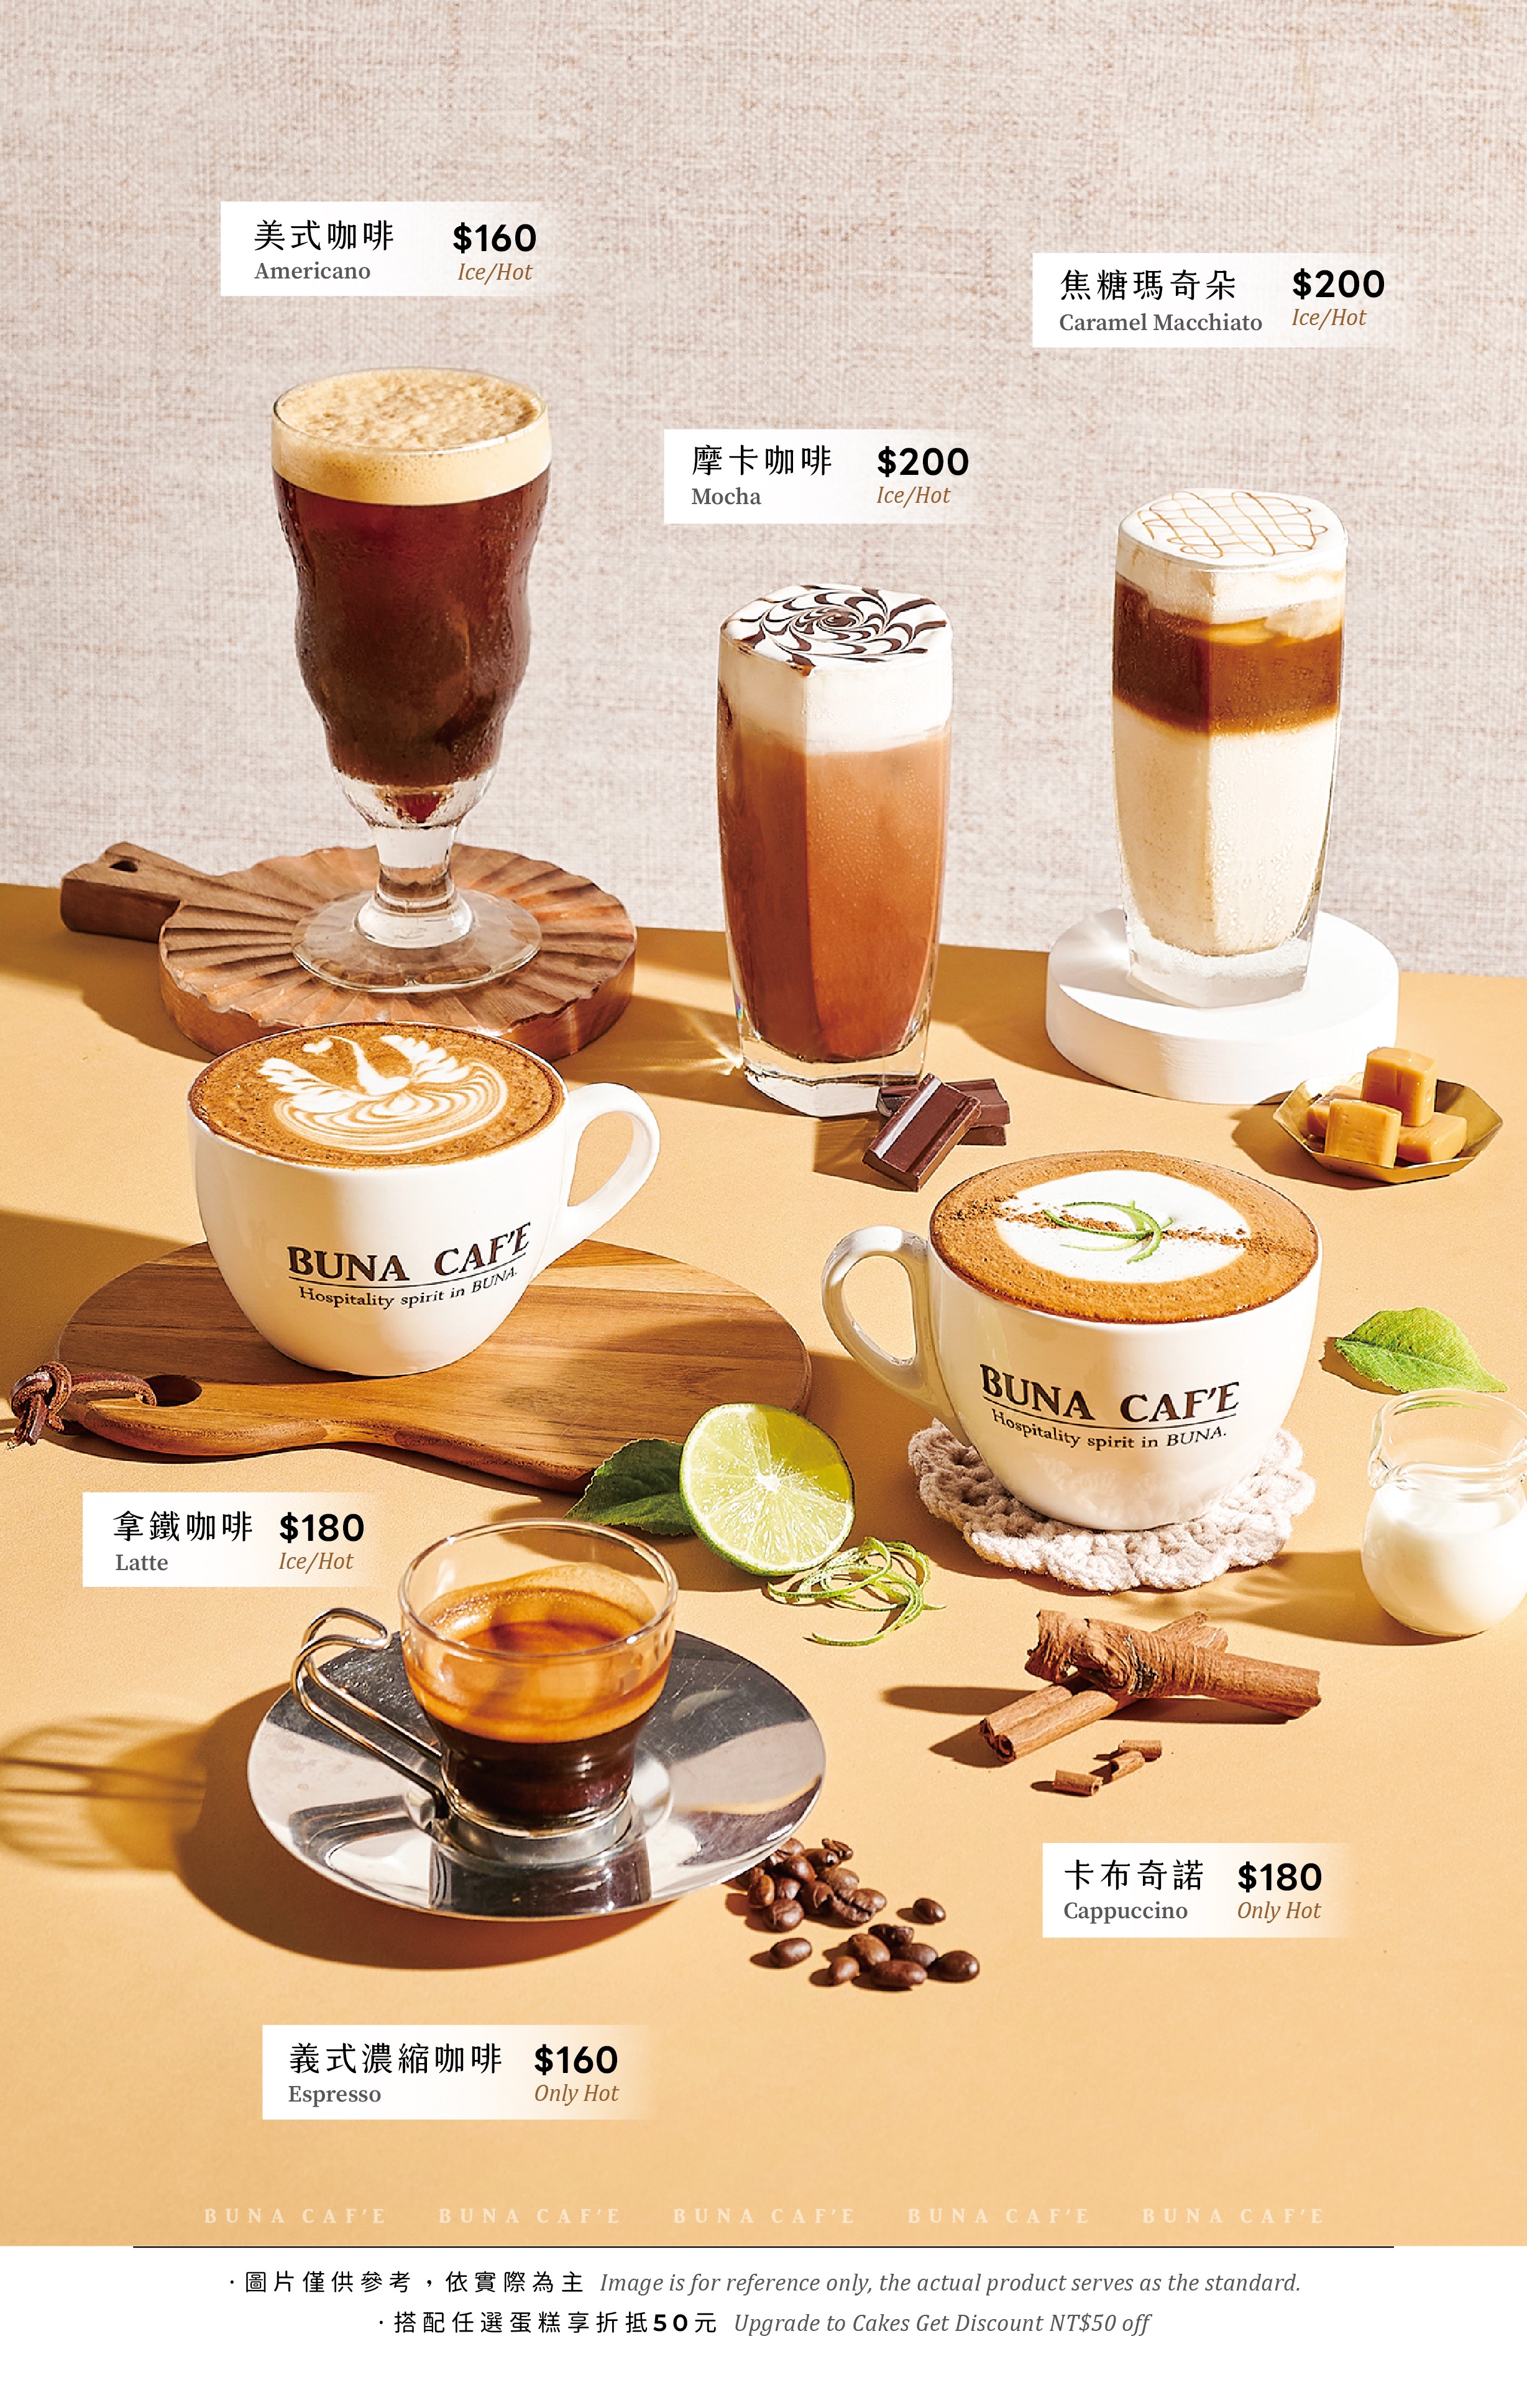 美式咖啡 $160
Americano Ice/Hot
焦糖瑪奇朵 $200
Caramel Macchiato Ice/Hot
摩卡咖啡 $200
Mocha Ice/Hot
BUNA CAF'E
Hospitality spirit in BUNA.
BUNA CAF'E
Hospitality spirit in BUNA.
拿鐵咖啡 $180
Latte Ice/Hot
卡布奇諾 $180
Cappuccino Only Hot
義式濃縮咖啡 $160
Espresso Only Hot
BUNA CAF'E BUNA CAF'E BUNA CAF'E BUNA CAF'E BUNA CAF'E
·圖片僅供參考，依實際為主 Image is for reference only, the actual product serves as the standard.
·搭配任選蛋糕享折抵50元 Upgrade to Cakes Get Discount NT$50 off